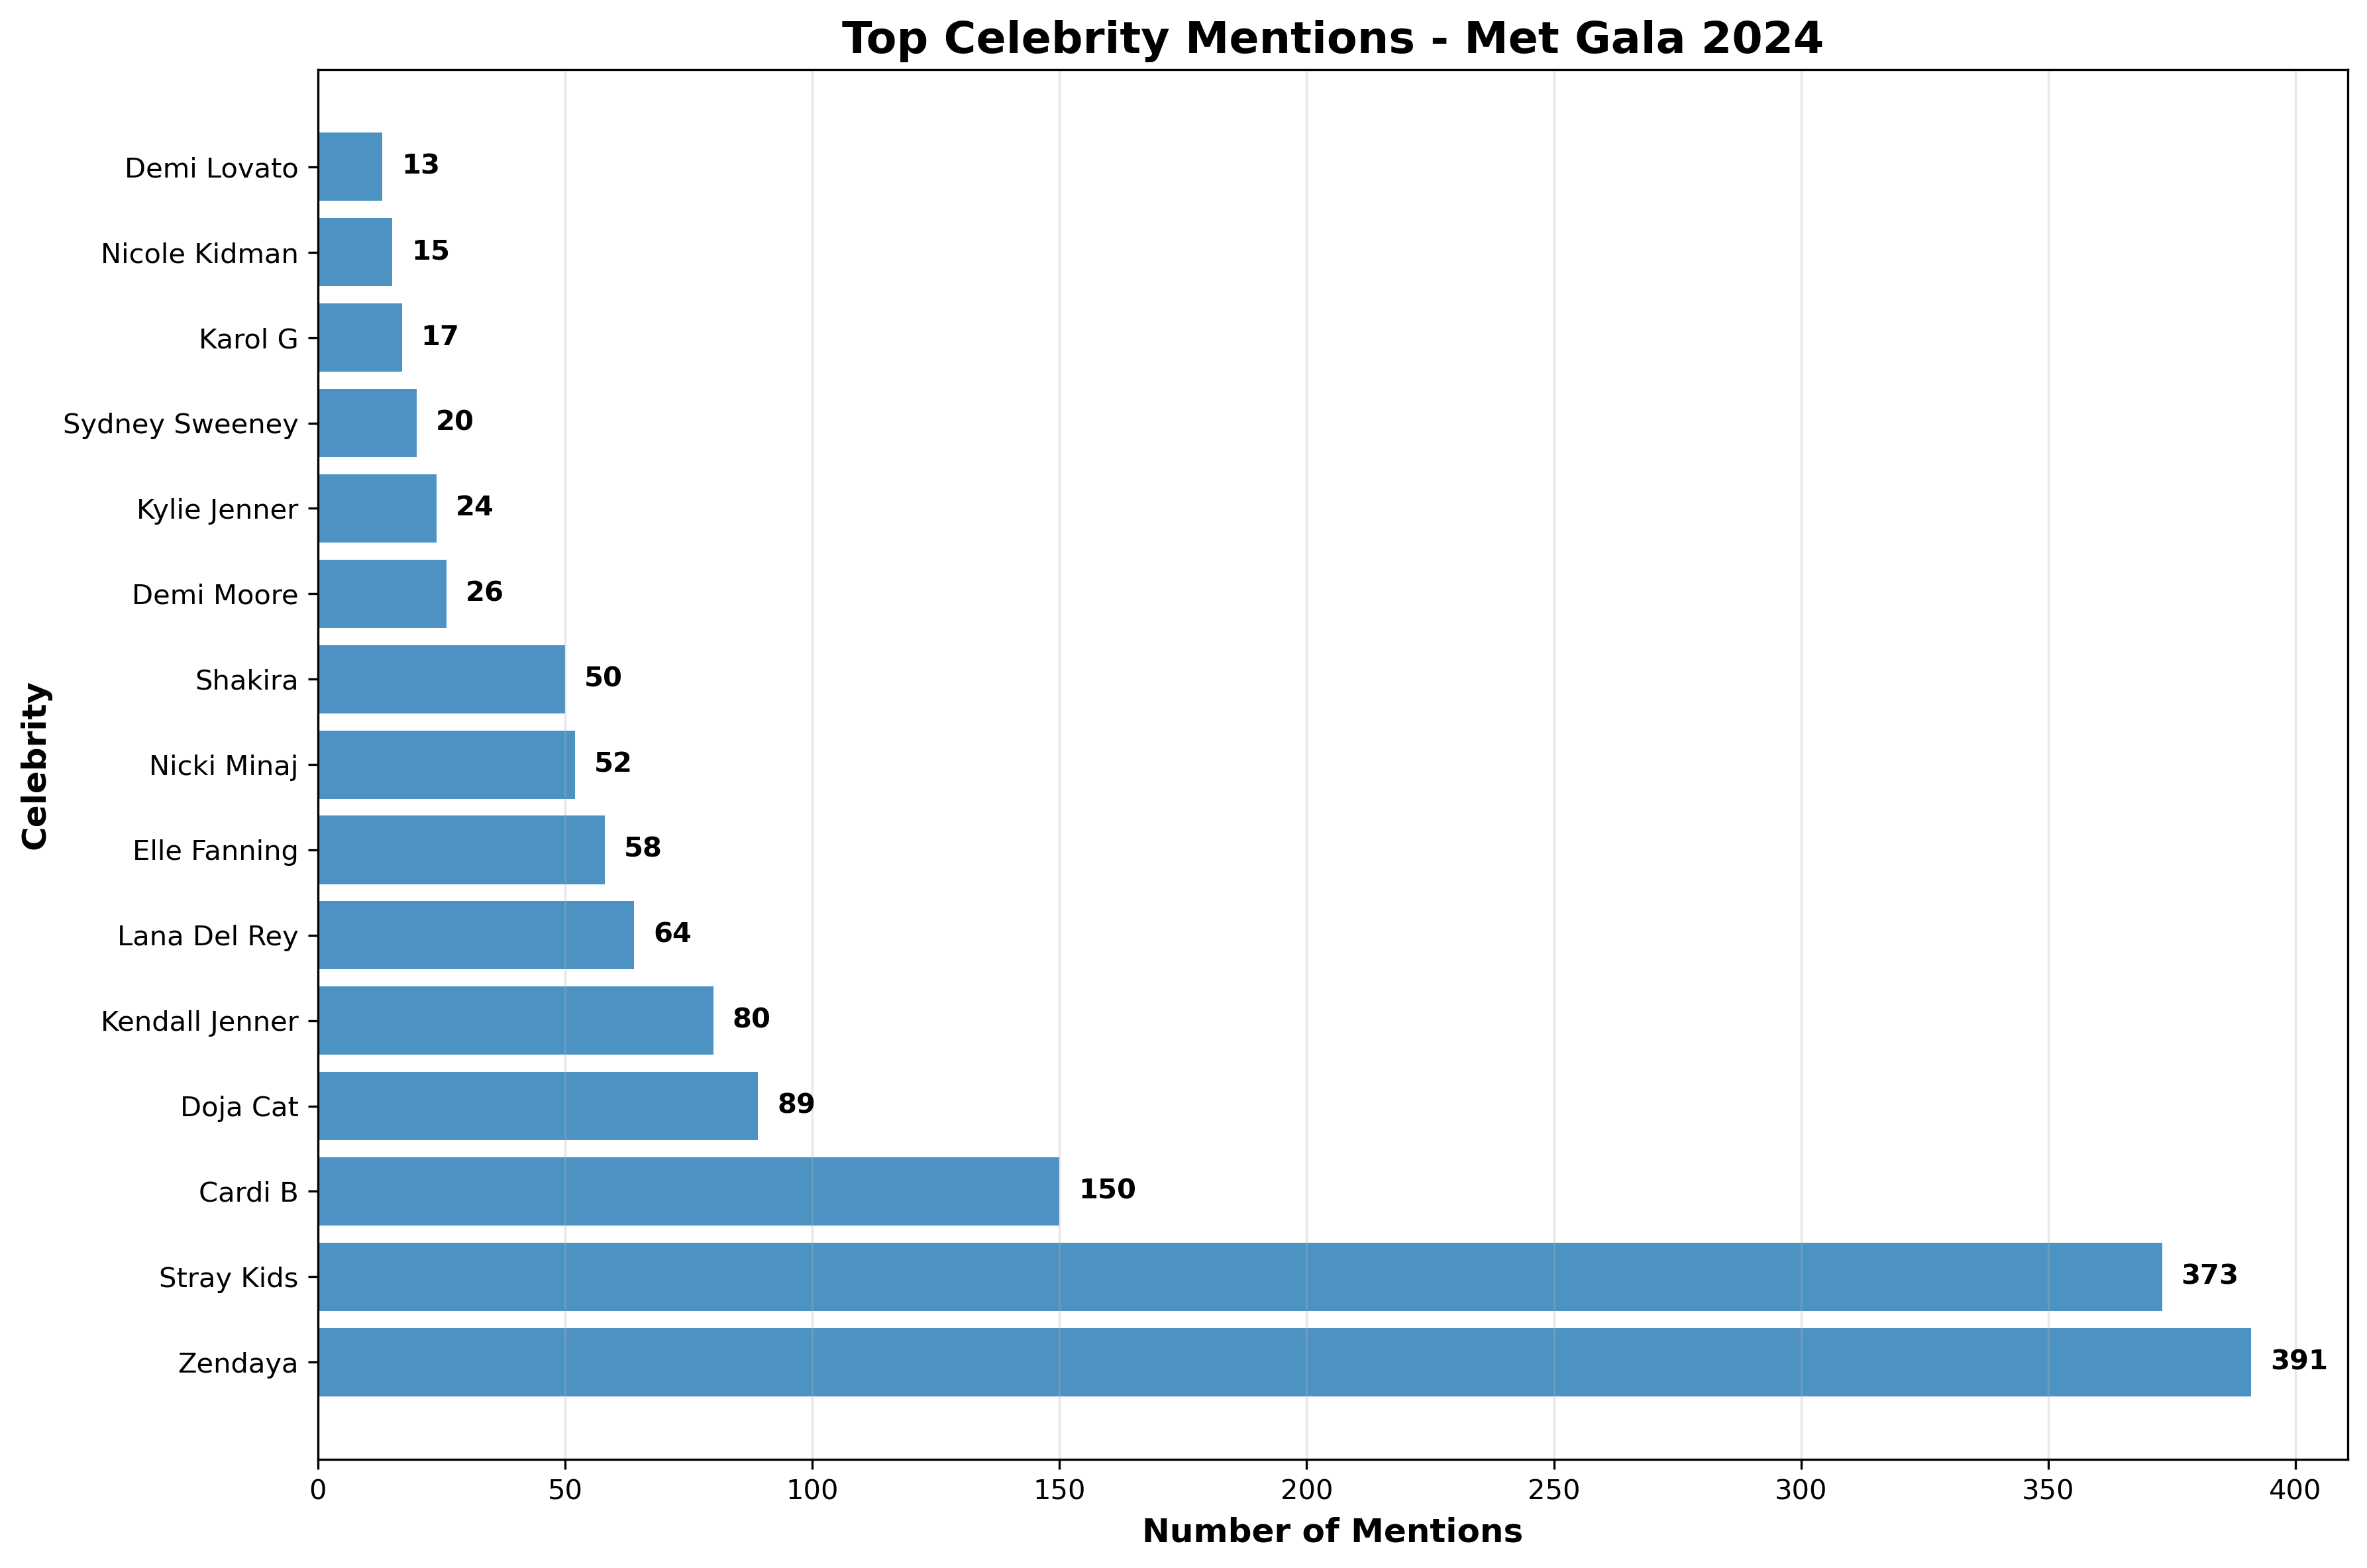 Top Celebrity Mentions - Met Gala 2024
Celebrity
Demi Lovato 13
Nicole Kidman 15
Karol G 17
Sydney Sweeney 20
Kylie Jenner 24
Demi Moore 26
Shakira 50
Nicki Minaj 52
Elle Fanning 58
Lana Del Rey 64
Kendall Jenner 80
Doja Cat 89
Cardi B 150
Stray Kids 373
Zendaya 391
0 50 100 150 200 250 300 350 400
Number of Mentions